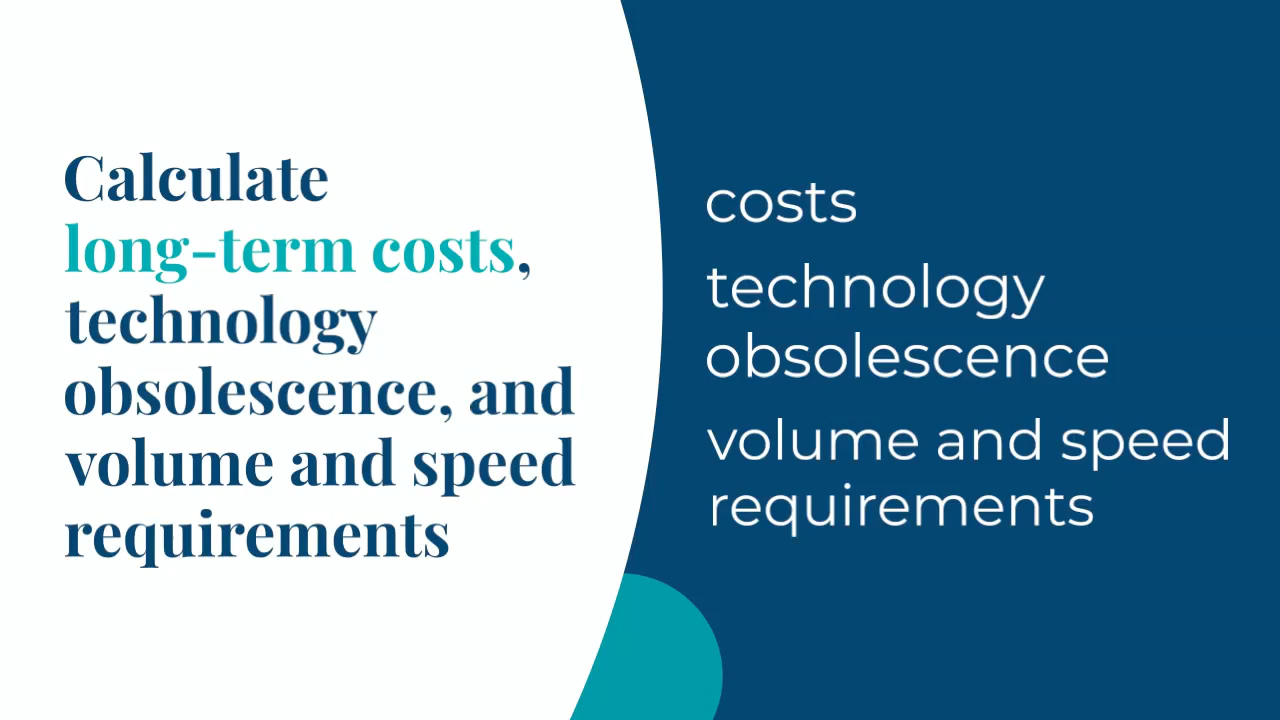 Calculate
long-term costs,
technology
obsolescence, and
volume and speed
requirements
costs
technology
obsolescence
volume and speed
requirements